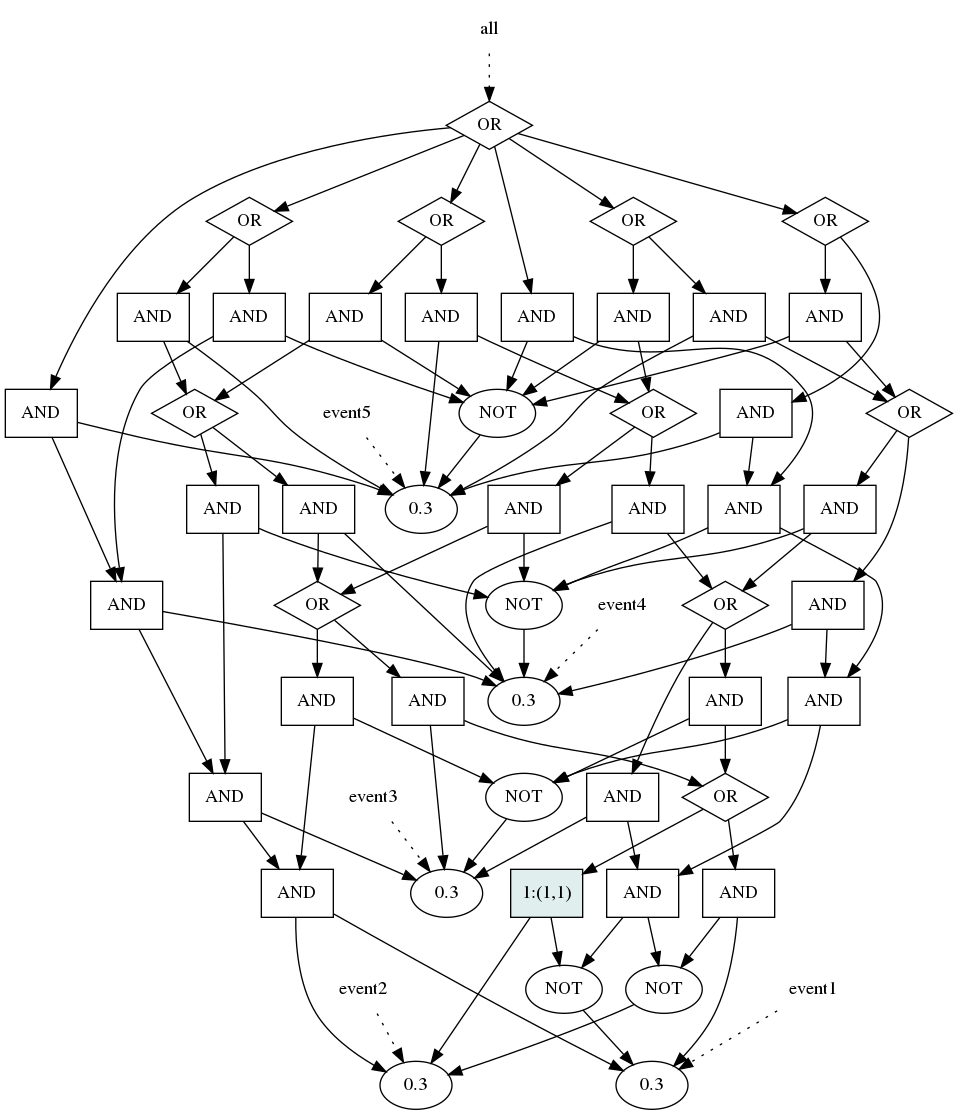 all
OR
OR OR OR OR
AND AND AND AND AND AND AND AND
AND OR event5 NOT OR AND OR
AND AND 0.3 AND AND AND AND
AND OR NOT event4 OR AND
AND AND 0.3 AND AND
AND event3 NOT AND OR
AND 0.3 1:(1,1) AND AND
event2 NOT NOT event1
0.3 0.3